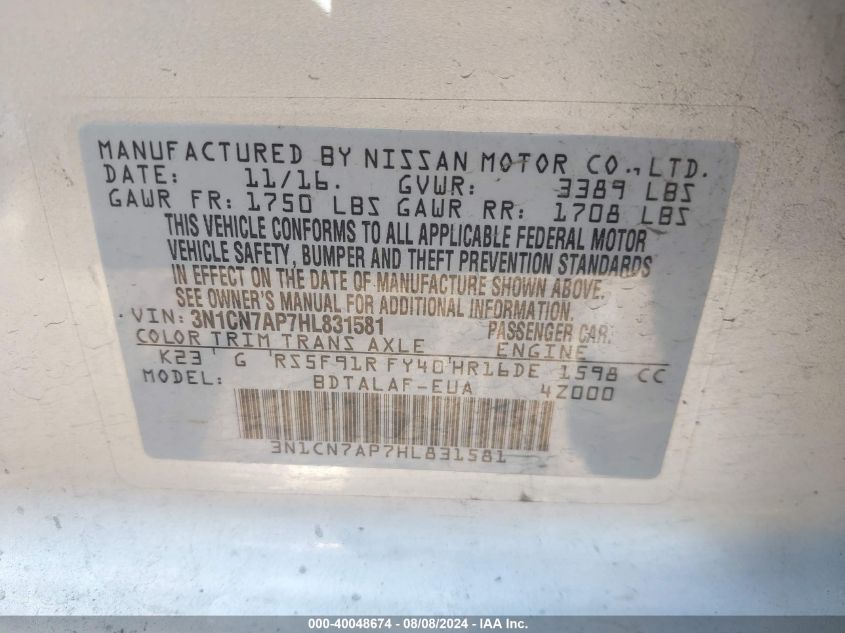 MANUFACTURED BY NISSAN MOTOR CO., LTD.
DATE: 11/16. GVWR: 3389 LBS
GAWR FR: 1750 LBS GAWR RR: 1708 LBS
THIS VEHICLE CONFORMS TO ALL APPLICABLE FEDERAL MOTOR
VEHICLE SAFETY, BUMPER AND THEFT PREVENTION STANDARDS
IN EFFECT ON THE DATE OF MANUFACTURE SHOWN ABOVE.
SEE OWNER'S MANUAL FOR ADDITIONAL INFORMATION.
VIN: 3N1CN7AP7HL831581 PASSENGER CAR.
COLOR TRIM TRANS AXLE ENGINE
K23 G RS5F91R FY40 HR16DE 1598 CC
MODEL: BDTALAF-EUA 4Z000
3N1CN7AP7HL831581
000-40048674 - 08/08/2024 - IAA Inc.